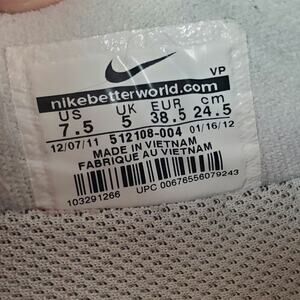 VP
nikebetterworld.com
US UK EUR cm
7.5 5 38.5 24.5
12/07/11 512108-004 01/16/12
MADE IN VIETNAM
FABRIQUE AU VIETNAM
103291266 UPC 00676556079243